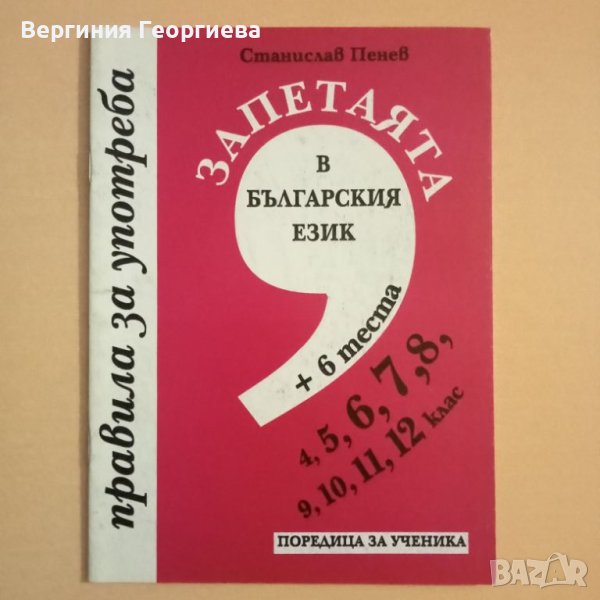 Вергиния Георгиева
Станислав Пенев
ЗАПЕТАЯТА
В
БЪЛГАРСКИЯ
ЕЗИК
+ 6 теста
4, 5, 6, 7, 8,
9, 10, 11, 12 клас
ПОРЕДИЦА ЗА УЧЕНИКА
правила за употреба
BAZAR